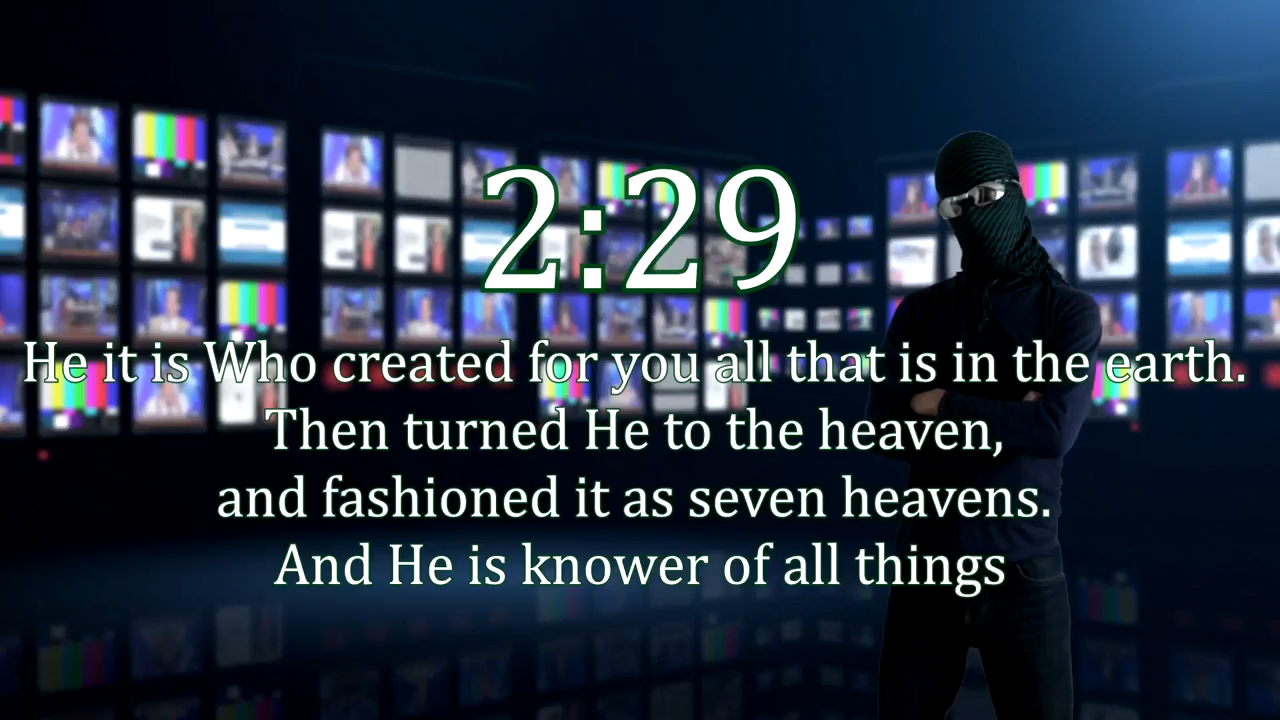 2:29
He it is Who created for you all that is in the earth.
Then turned He to the heaven,
and fashioned it as seven heavens.
And He is knower of all things